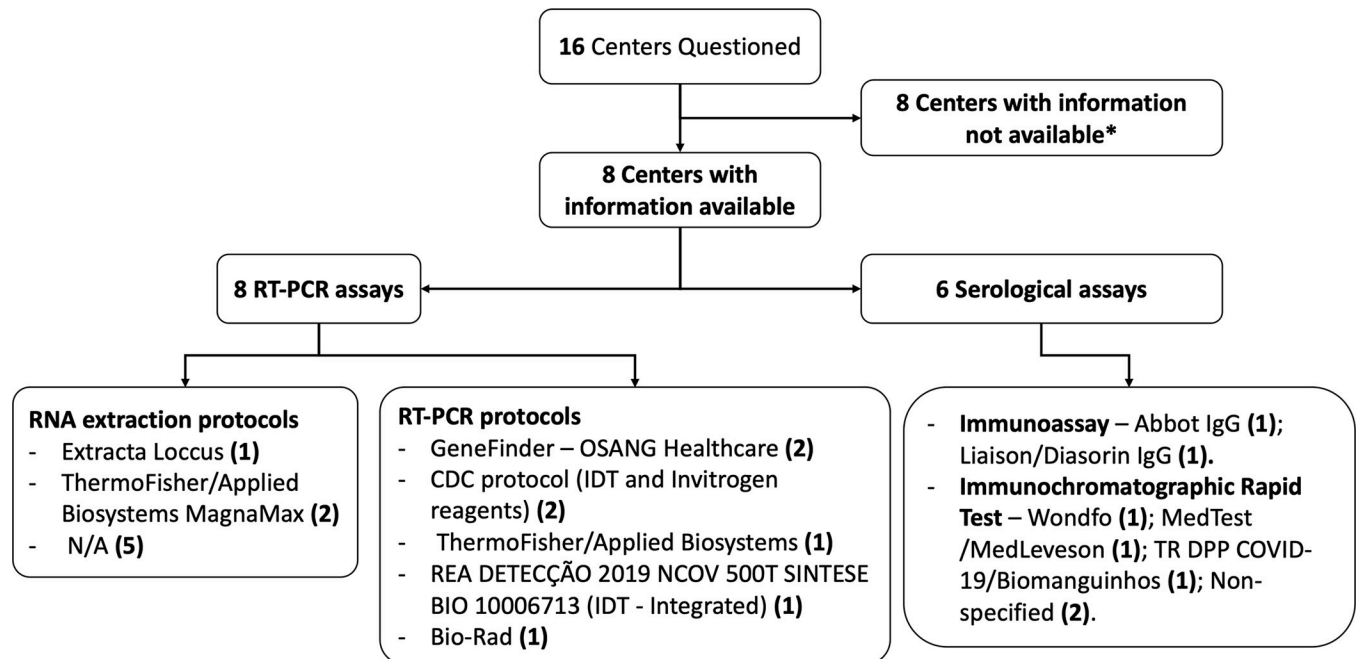 16 Centers Questioned
8 Centers with information
not available*
8 Centers with
information available
8 RT-PCR assays
6 Serological assays
RNA extraction protocols
- Extracta Loccus (1)
- ThermoFisher/Applied
Biosystems MagnaMax (2)
- N/A (5)
RT-PCR protocols
- GeneFinder – OSANG Healthcare (2)
- CDC protocol (IDT and Invitrogen
reagents) (2)
- ThermoFisher/Applied Biosystems (1)
- REA DETECÇÃO 2019 NCOV 500T SINTESE
BIO 10006713 (IDT - Integrated) (1)
- Bio-Rad (1)
- Immunoassay – Abbot IgG (1);
Liaison/Diasorin IgG (1).
- Immunochromatographic Rapid
Test – Wondfo (1); MedTest
/MedLeveson (1); TR DPP COVID-
19/Biomanguinhos (1); Non-
specified (2).